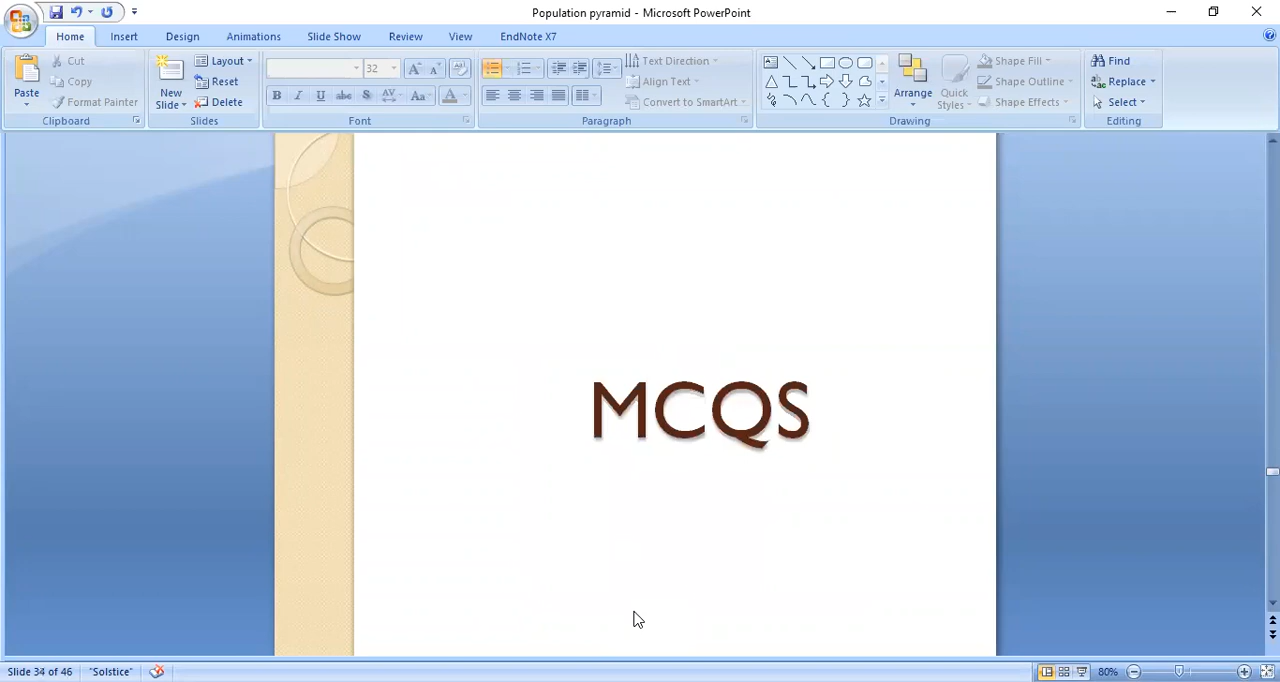 Population pyramid - Microsoft PowerPoint
Home Insert Design Animations Slide Show Review View EndNote X7
Cut
Copy
Format Painter
Paste
Clipboard
New
Slide
Layout
Reset
Delete
Slides
32
Font
Text Direction
Align Text
Convert to SmartArt
Paragraph
Arrange
Quick
Styles
Shape Fill
Shape Outline
Shape Effects
Drawing
Find
Replace
Select
Editing
MCQS
Slide 34 of 46 "Solstice" 80%